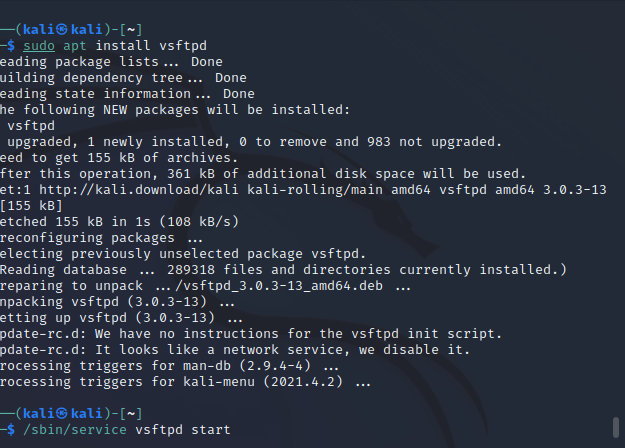 ──(kali㉿kali)-[~]
─$ sudo apt install vsftpd
eading package lists... Done
uilding dependency tree... Done
eading state information... Done
he following NEW packages will be installed:
vsftpd
upgraded, 1 newly installed, 0 to remove and 983 not upgraded.
eed to get 155 kB of archives.
fter this operation, 361 kB of additional disk space will be used.
et:1 http://kali.download/kali kali-rolling/main amd64 vsftpd amd64 3.0.3-13
[155 kB]
etched 155 kB in 1s (108 kB/s)
reconfiguring packages ...
electing previously unselected package vsftpd.
Reading database ... 289318 files and directories currently installed.)
reparing to unpack .../vsftpd_3.0.3-13_amd64.deb ...
npacking vsftpd (3.0.3-13) ...
etting up vsftpd (3.0.3-13) ...
pdate-rc.d: We have no instructions for the vsftpd init script.
pdate-rc.d: It looks like a network service, we disable it.
rocessing triggers for man-db (2.9.4-4) ...
rocessing triggers for kali-menu (2021.4.2) ...
──(kali㉿kali)-[~]
─$ /sbin/service vsftpd start